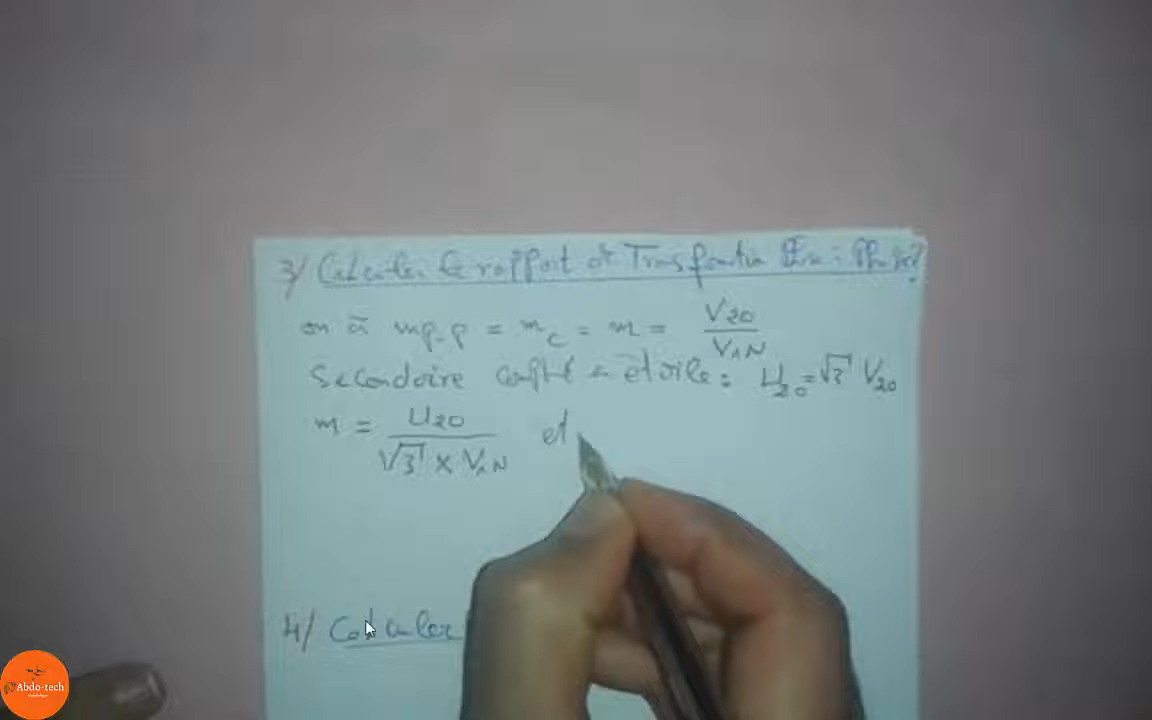 3/ Calculer le rapport de Transformation Phase-Phase?
on à mp-p = mc = m = V20 / V1N
Secondaire couplé en étoile : U20 = √3 V20
m = U20 / √3 × V1N et
4/ Calculer
Abdo-tech